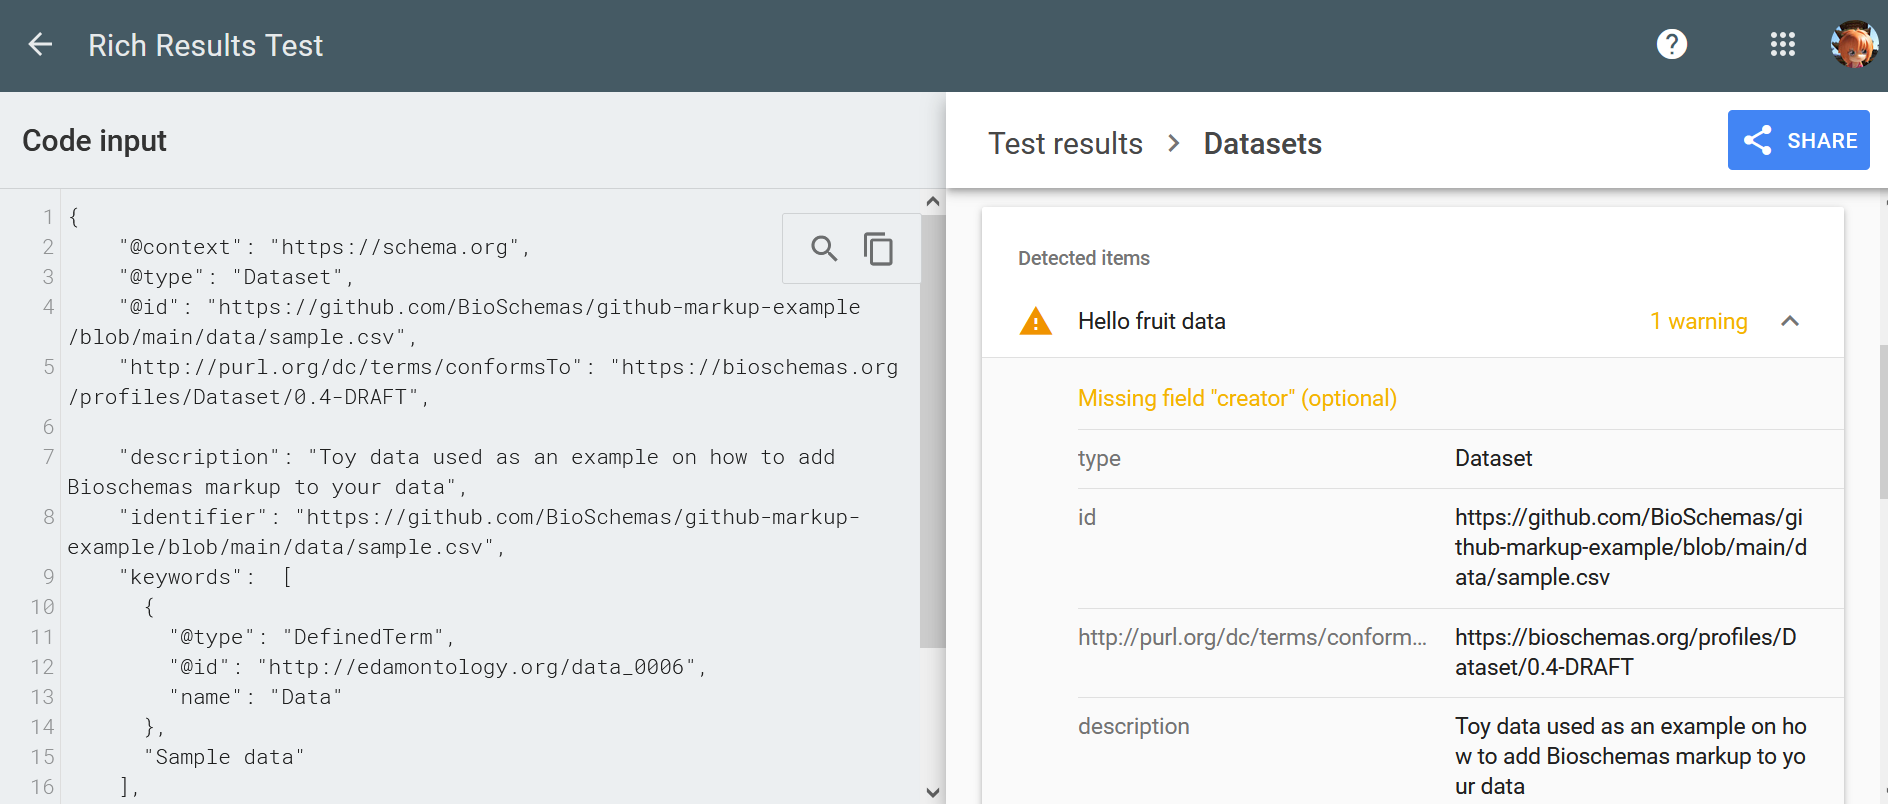 Rich Results Test
Code input
1 {
2 "@context": "https://schema.org",
3 "@type": "Dataset",
4 "@id": "https://github.com/BioSchemas/github-markup-example
/blob/main/data/sample.csv",
5 "http://purl.org/dc/terms/conformsTo": "https://bioschemas.org
/profiles/Dataset/0.4-DRAFT",
6
7 "description": "Toy data used as an example on how to add
Bioschemas markup to your data",
8 "identifier": "https://github.com/BioSchemas/github-markup-
example/blob/main/data/sample.csv",
9 "keywords": [
10 {
11 "@type": "DefinedTerm",
12 "@id": "http://edamontology.org/data_0006",
13 "name": "Data"
14 },
15 "Sample data"
16 ],
Test results > Datasets
SHARE
Detected items
Hello fruit data
1 warning
Missing field "creator" (optional)
type Dataset
id https://github.com/BioSchemas/gi
thub-markup-example/blob/main/d
ata/sample.csv
http://purl.org/dc/terms/conform... https://bioschemas.org/profiles/D
ataset/0.4-DRAFT
description Toy data used as an example on ho
w to add Bioschemas markup to yo
ur data